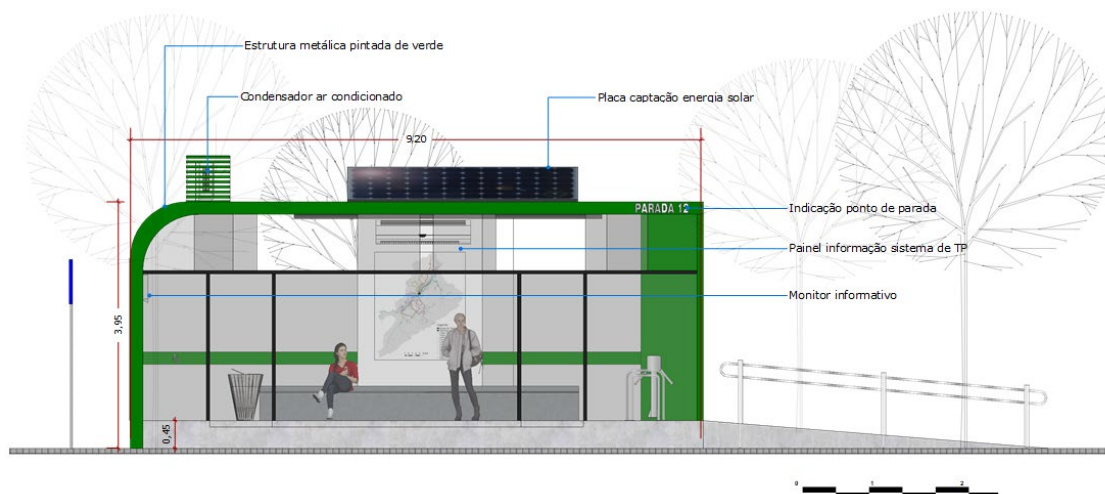 Estrutura metálica pintada de verde
Condensador ar condicionado
Placa captação energia solar
9,20
PARADA 12
Indicação ponto de parada
Painel informação sistema de TP
Monitor informativo
3,95
0,45
0 1 2